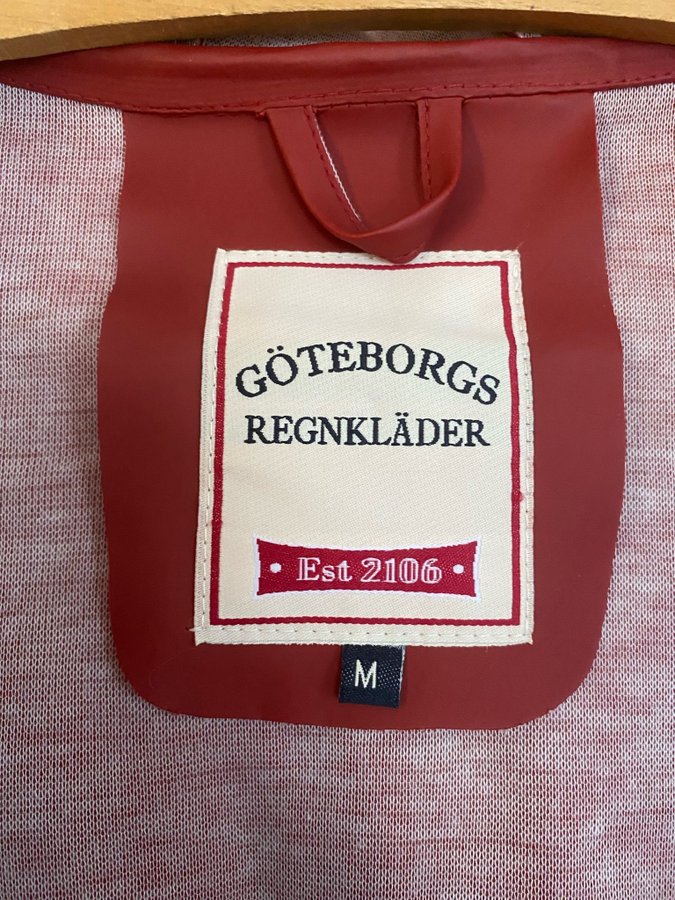 GÖTEBORGS
REGNKLÄDER
· Est 2106 ·
M